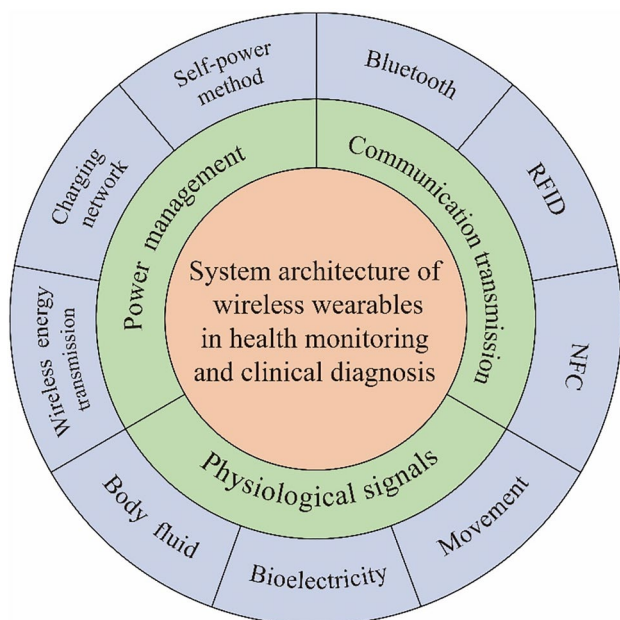 System architecture of
wireless wearables
in health monitoring
and clinical diagnosis
Power management
Communication transmission
Physiological signals
Self-power
method
Bluetooth
RFID
NFC
Movement
Bioelectricity
Body fluid
Wireless energy
transmission
Charging
network